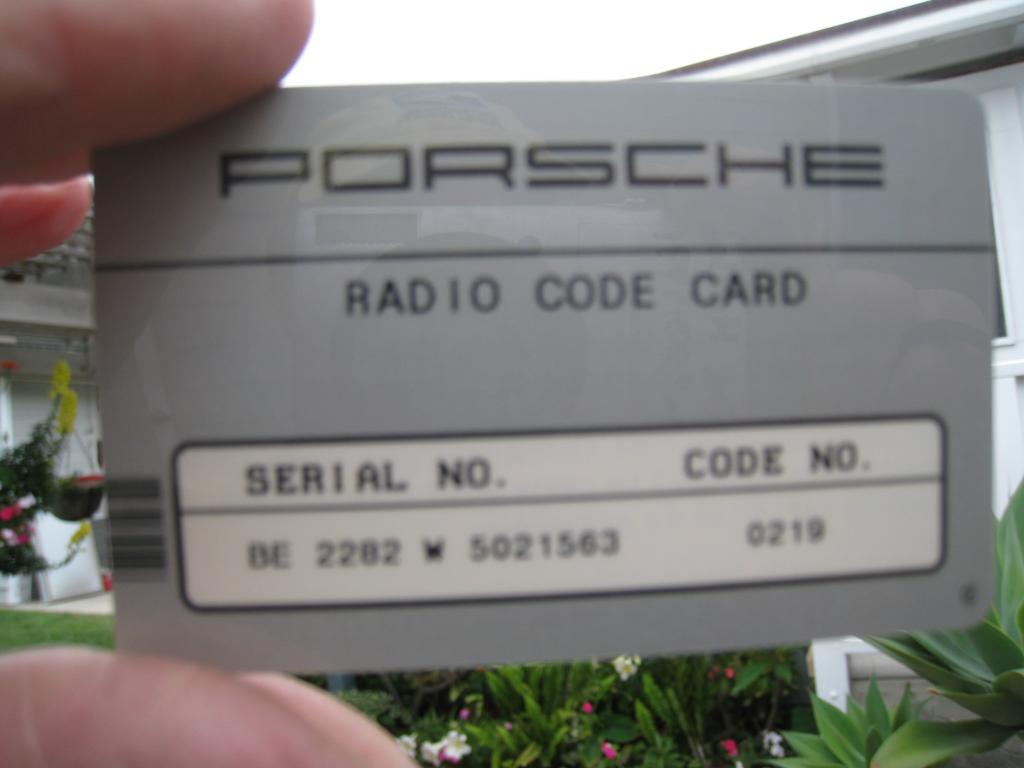 PORSCHE
RADIO CODE CARD
SERIAL NO. CODE NO.
BE 2282 W 5021563 0219